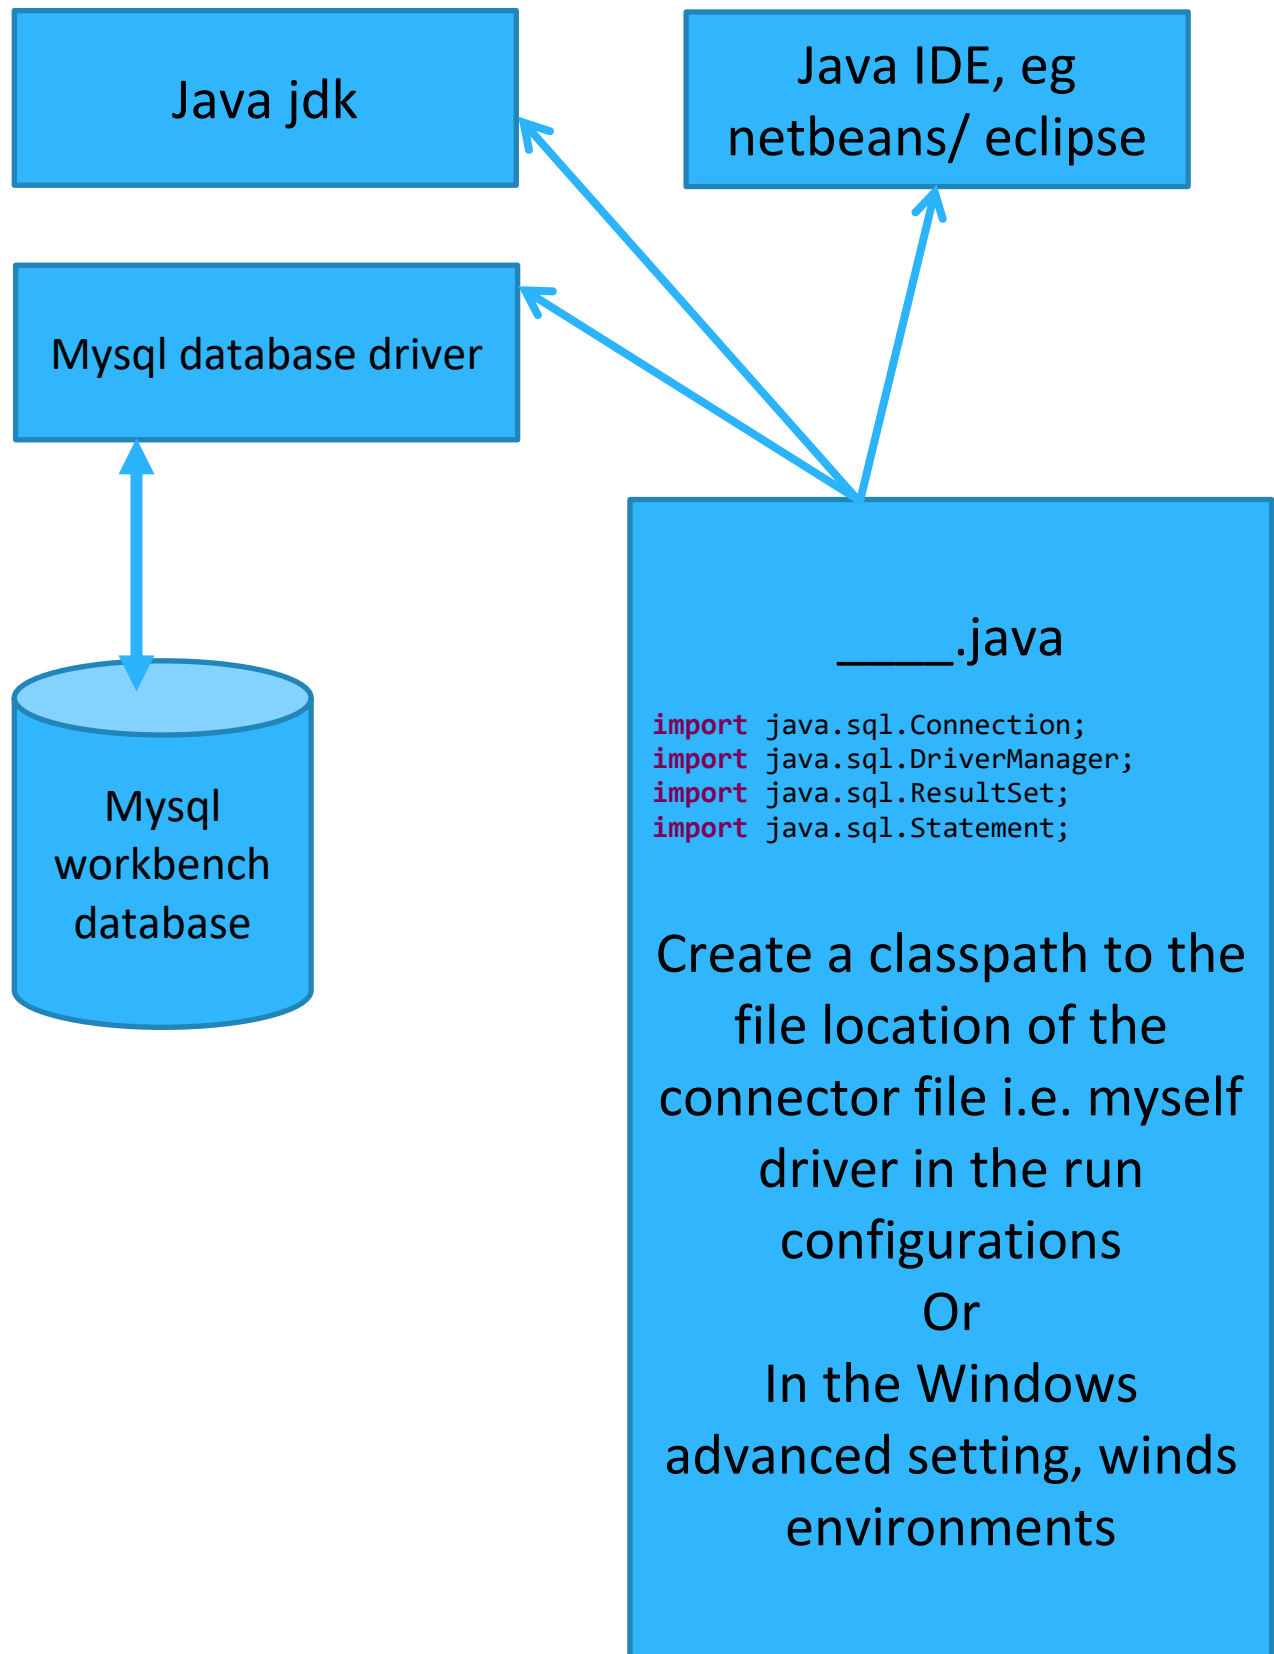 Java jdk
Java IDE, eg
netbeans/ eclipse
Mysql database driver
Mysql
workbench
database
____.java
import java.sql.Connection;
import java.sql.DriverManager;
import java.sql.ResultSet;
import java.sql.Statement;
Create a classpath to the
file location of the
connector file i.e. myself
driver in the run
configurations
Or
In the Windows
advanced setting, winds
environments